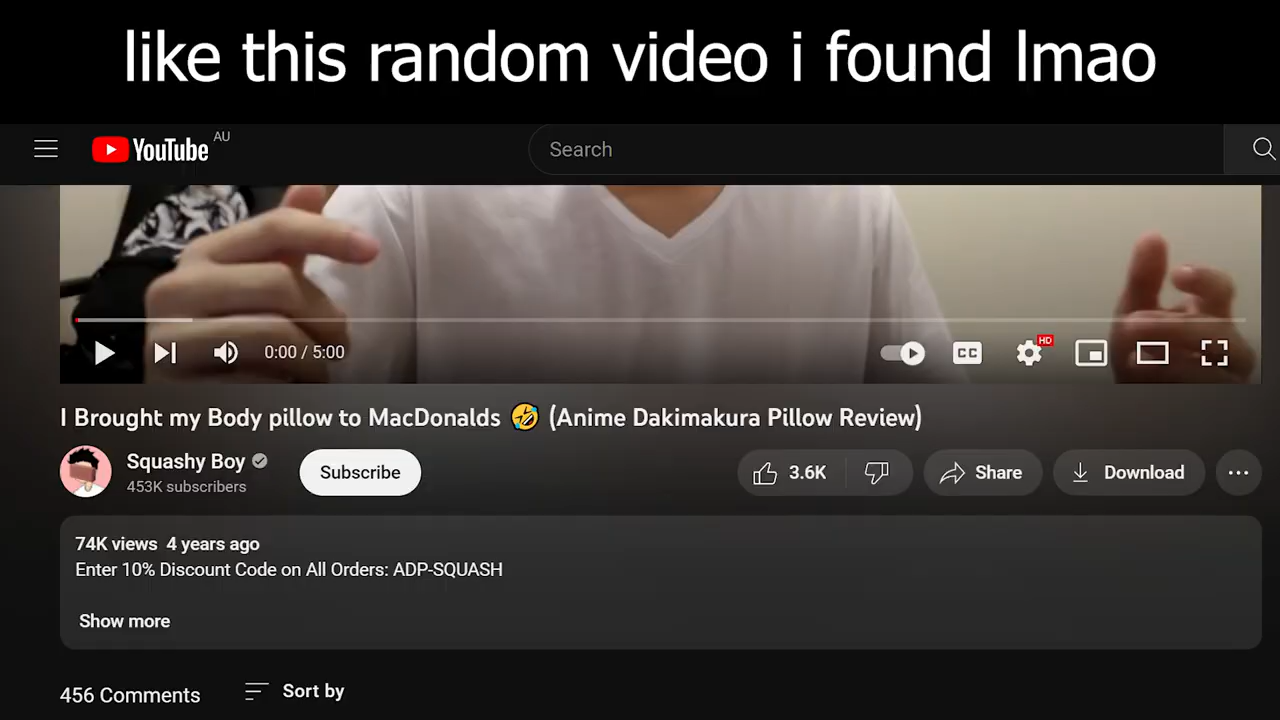 like this random video i found lmao
YouTube AU
Search
0:00 / 5:00
CC
HD
I Brought my Body pillow to MacDonalds 🤣 (Anime Dakimakura Pillow Review)
Squashy Boy
453K subscribers
Subscribe
3.6K
Share
Download
74K views 4 years ago
Enter 10% Discount Code on All Orders: ADP-SQUASH
Show more
456 Comments
Sort by